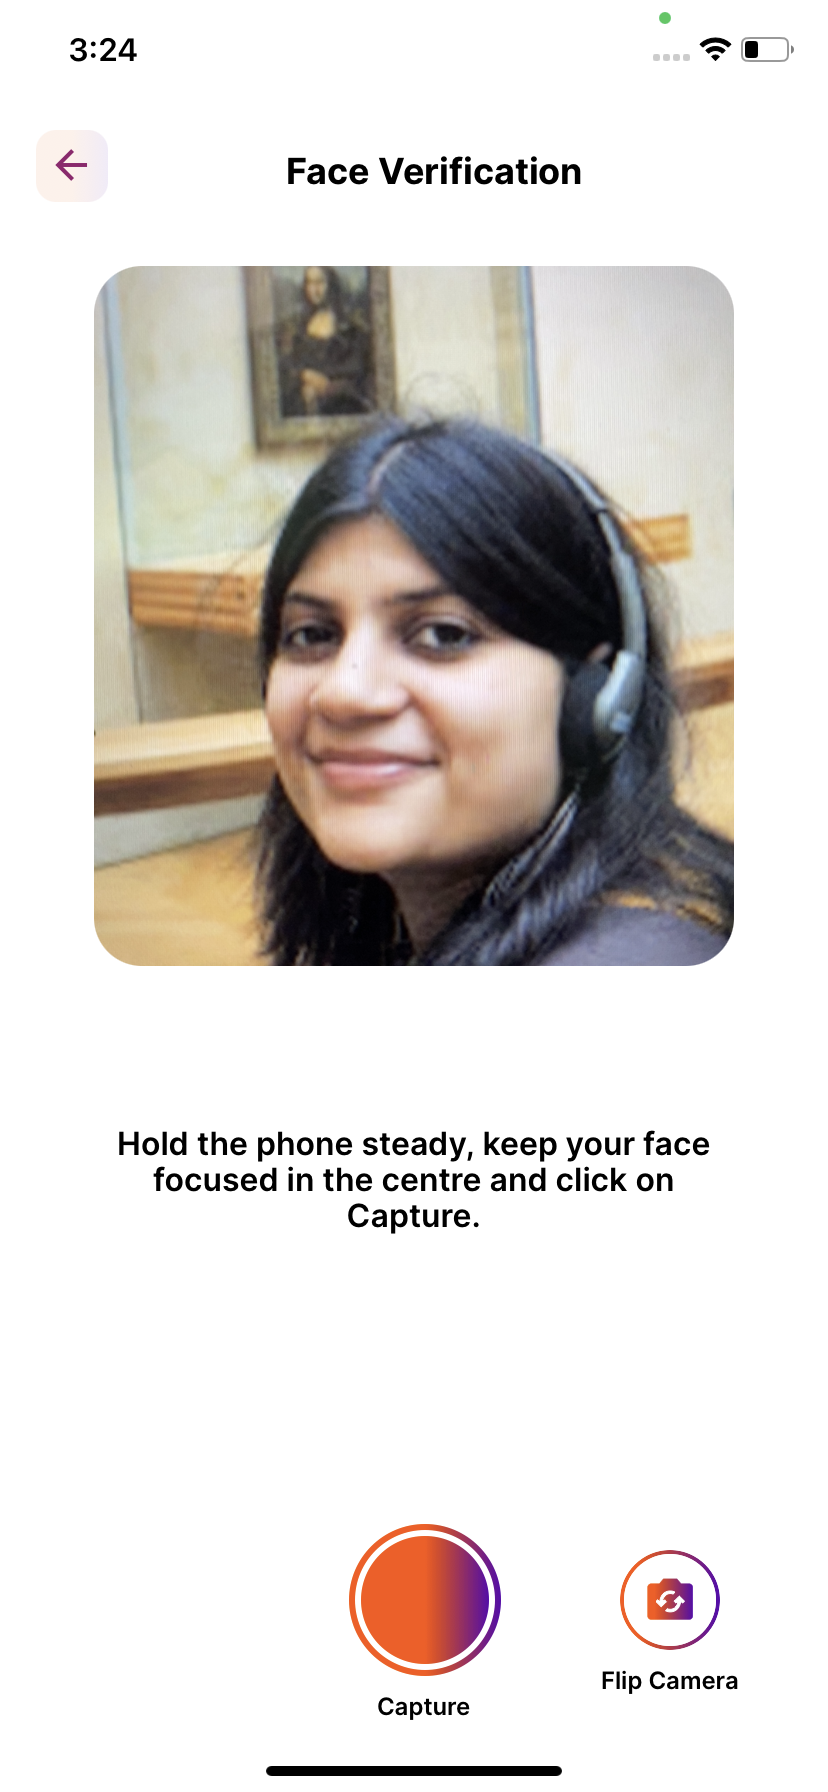 3:24
Face Verification
Hold the phone steady, keep your face
focused in the centre and click on
Capture.
Capture
Flip Camera